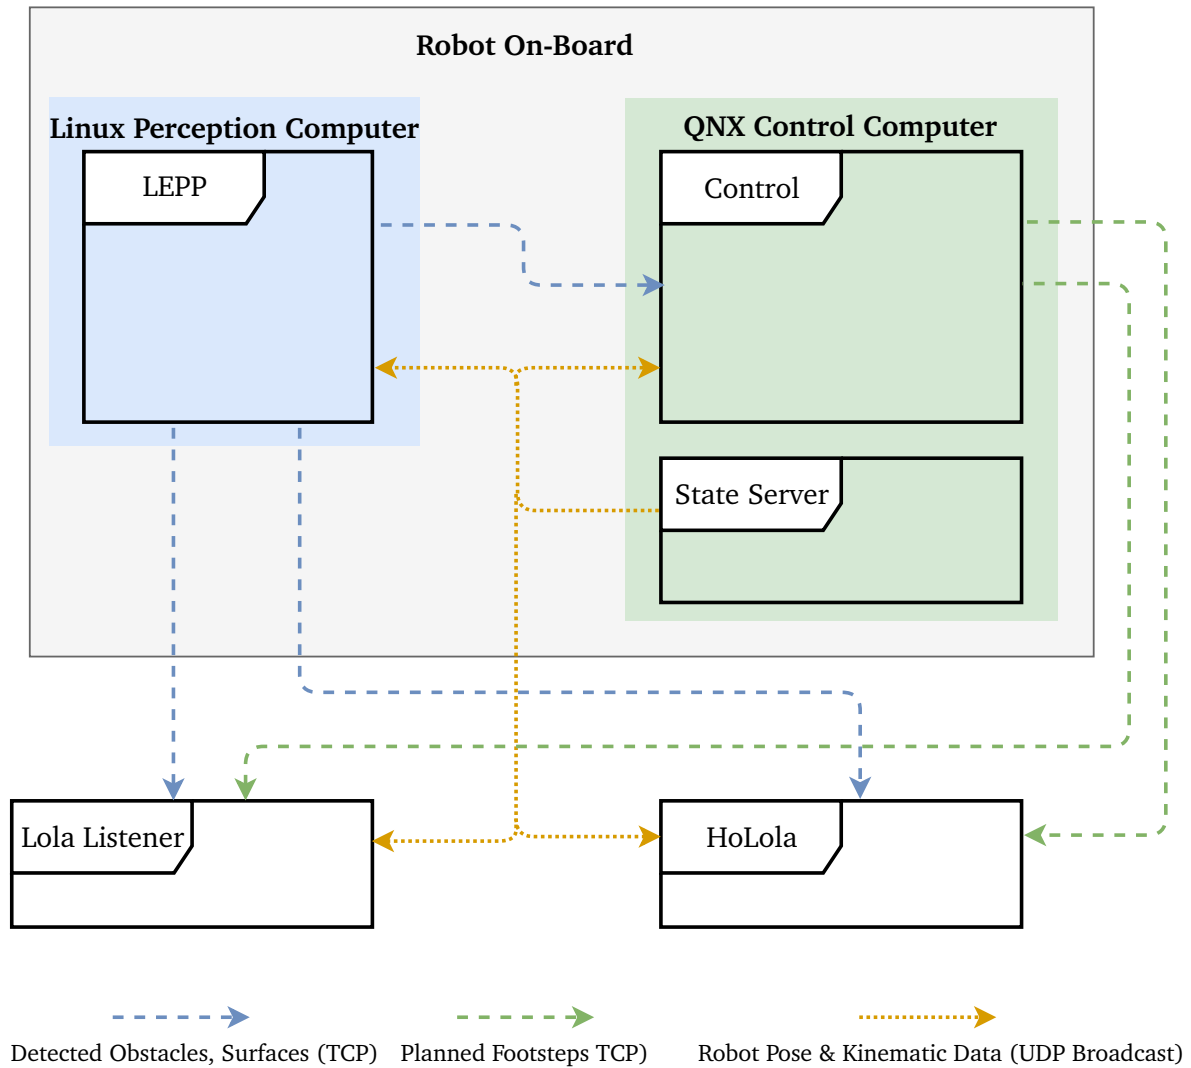 Robot On-Board
Linux Perception Computer
QNX Control Computer
LEPP
Control
State Server
Lola Listener
HoLola
Detected Obstacles, Surfaces (TCP)
Planned Footsteps TCP)
Robot Pose & Kinematic Data (UDP Broadcast)